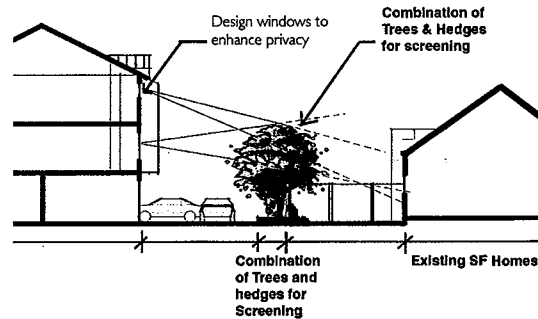 Design windows to
enhance privacy
Combination of
Trees & Hedges
for screening
Combination
of Trees and
hedges for
Screening
Existing SF Homes